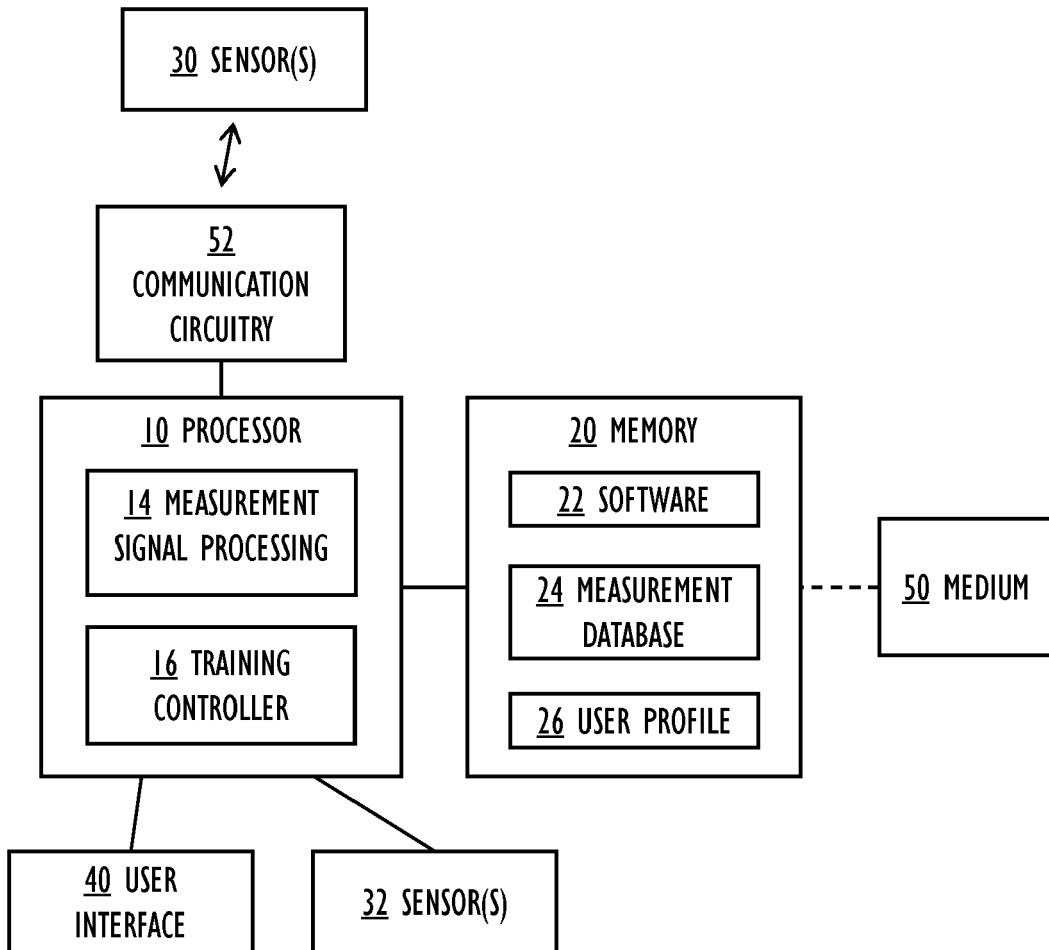 30 SENSOR(S)
52
COMMUNICATION
CIRCUITRY
10 PROCESSOR
14 MEASUREMENT
SIGNAL PROCESSING
16 TRAINING
CONTROLLER
20 MEMORY
22 SOFTWARE
24 MEASUREMENT
DATABASE
26 USER PROFILE
50 MEDIUM
40 USER
INTERFACE
32 SENSOR(S)